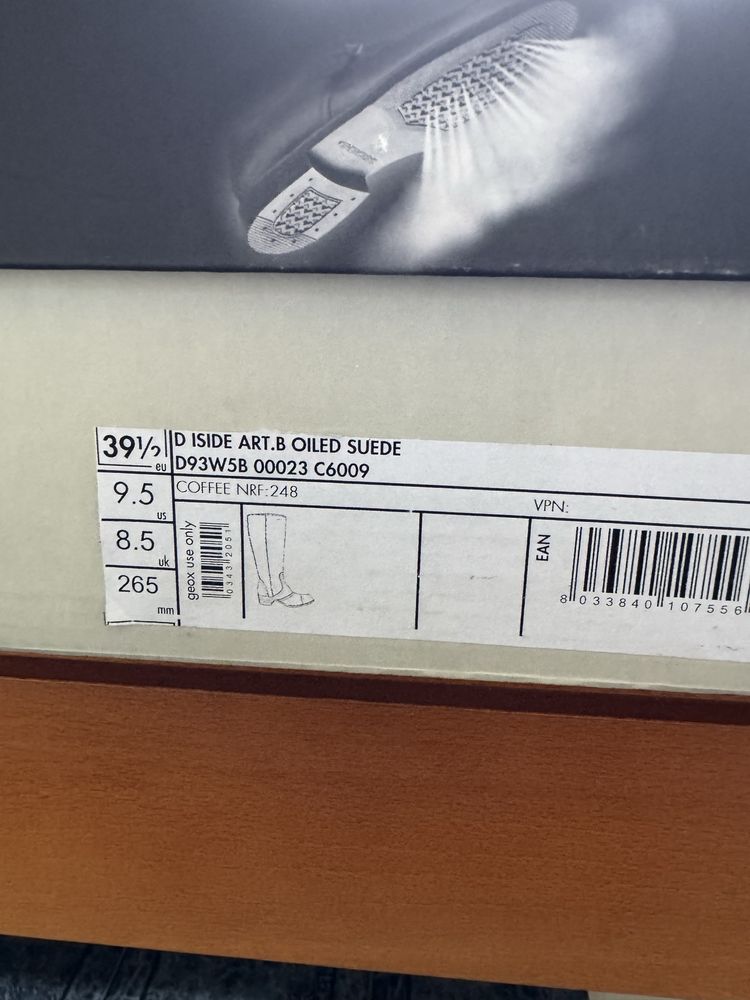 39½ eu
D ISIDE ART.B OILED SUEDE
D93W5B 00023 C6009
9.5 us
COFFEE NRF:248
VPN:
8.5 uk
265 mm
geox use only
03432051
EAN
8 033840 107556